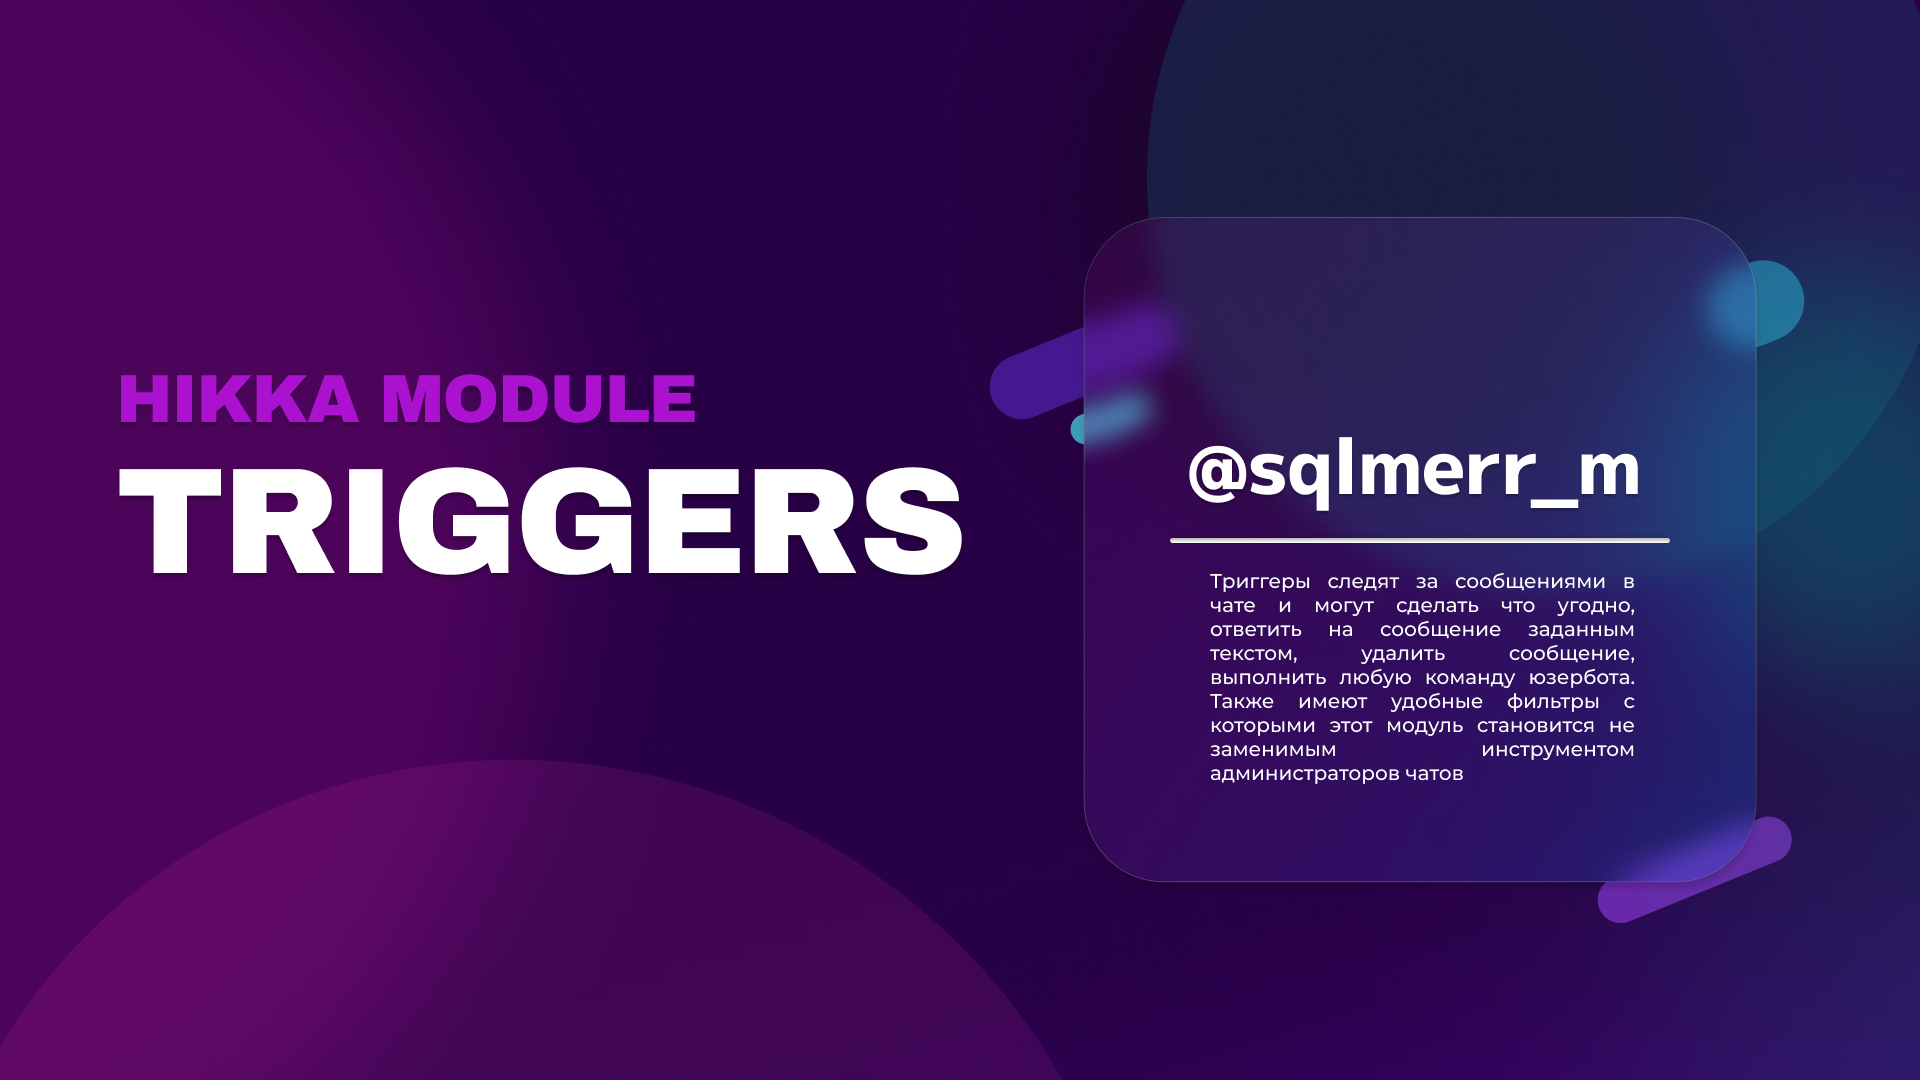 HIKKA MODULE
TRIGGERS
@sqlmerr_m
Триггеры следят за сообщениями в
чате и могут сделать что угодно,
ответить на сообщение заданным
текстом, удалить сообщение,
выполнить любую команду юзербота.
Также имеют удобные фильтры с
которыми этот модуль становится не
заменимым инструментом
администраторов чатов